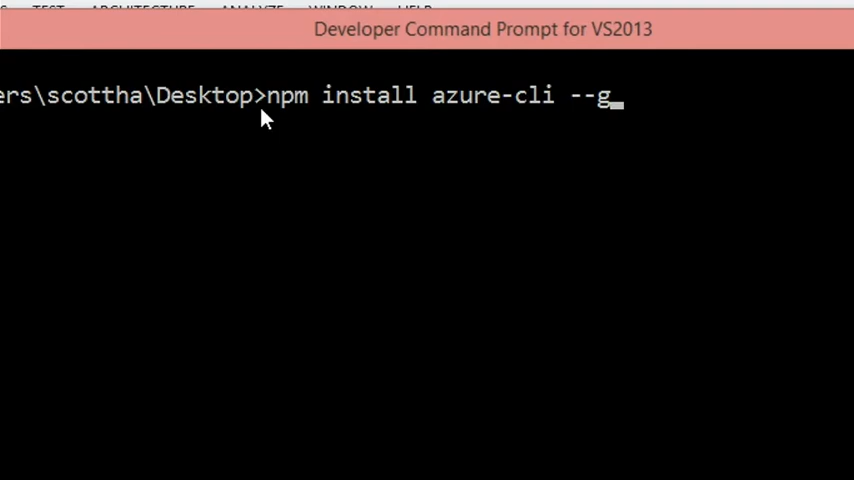 TEST ARCHITECTURE ANALYZE WINDOW HELP
Developer Command Prompt for VS2013
ers\scottha\Desktop>npm install azure-cli --g